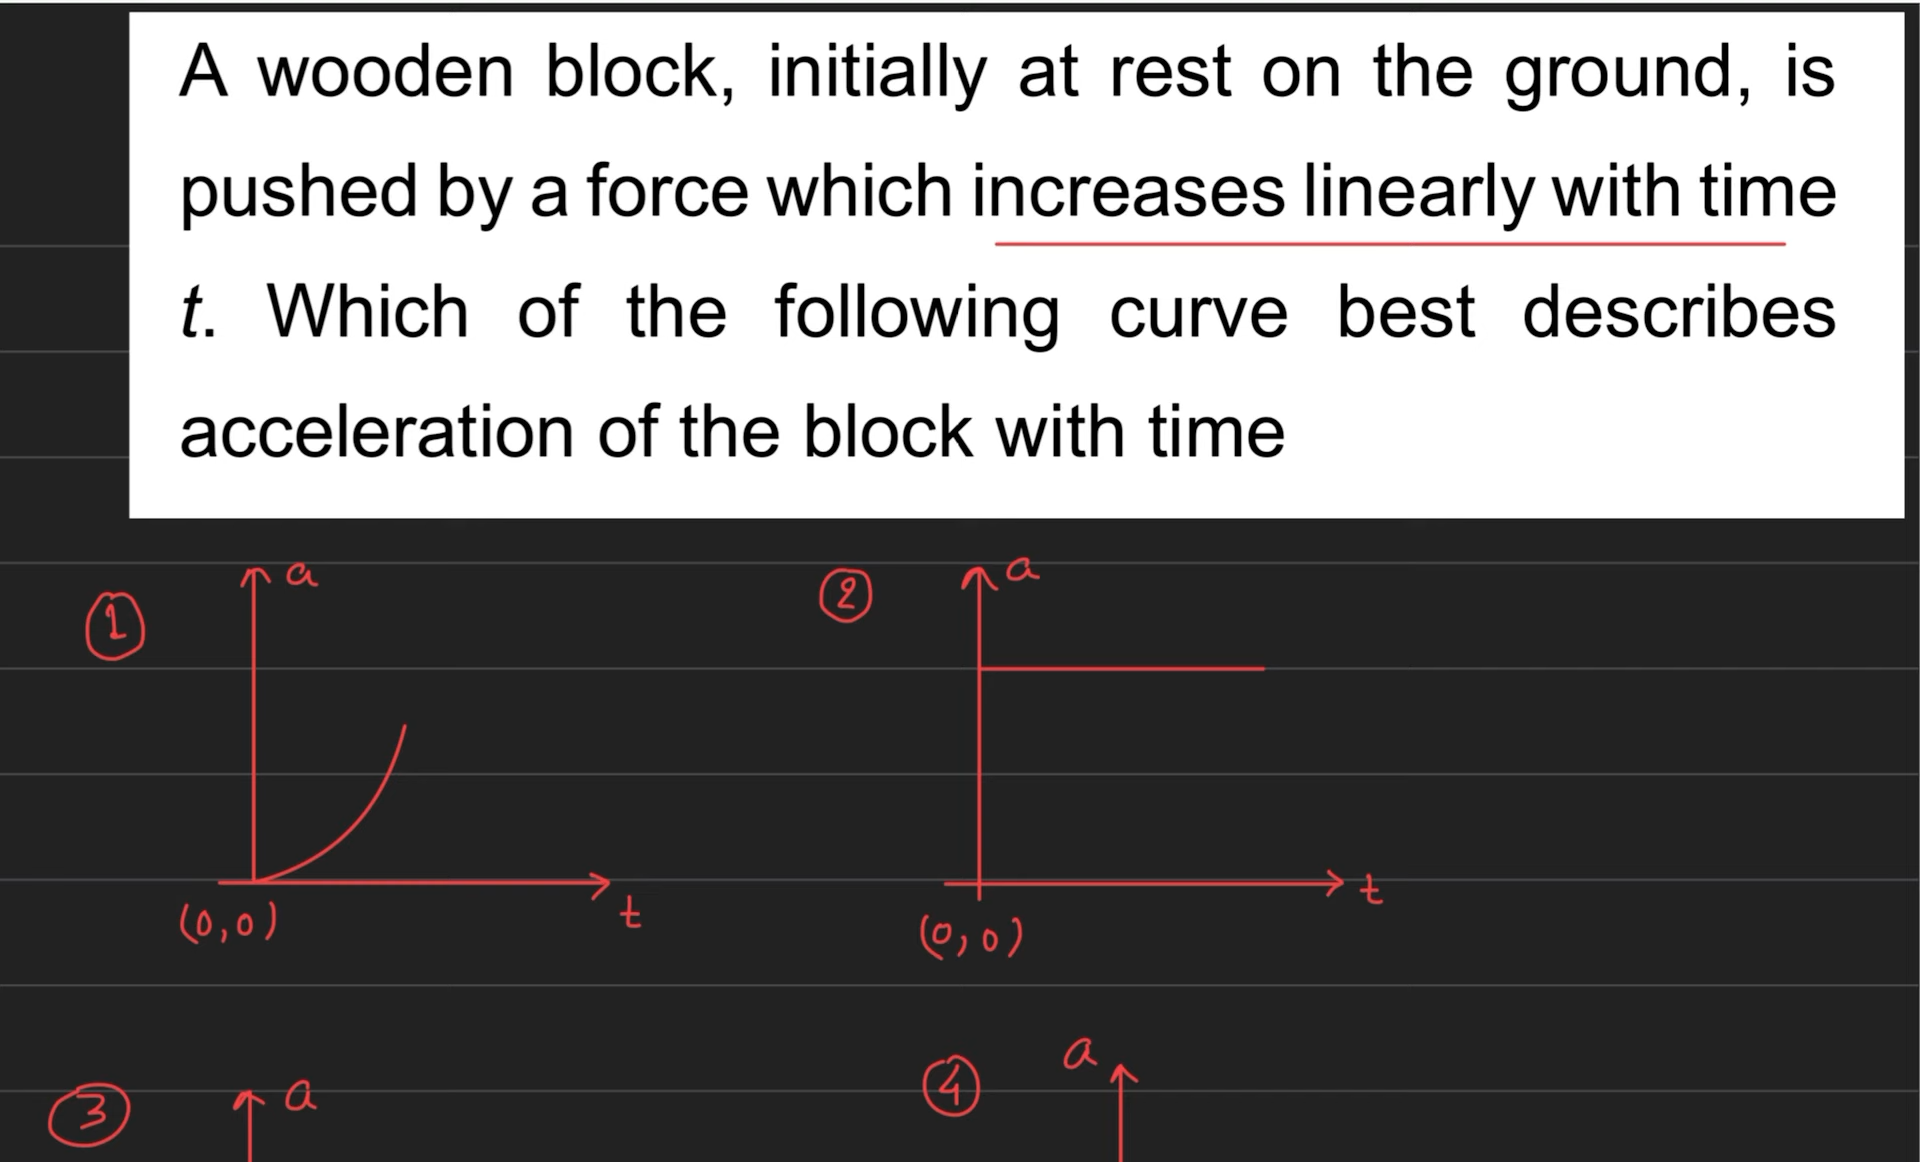 A wooden block, initially at rest on the ground, is
pushed by a force which increases linearly with time
t. Which of the following curve best describes
acceleration of the block with time
1 a
2 a
t
(0,0)
t
(0,0)
3 a
4 a